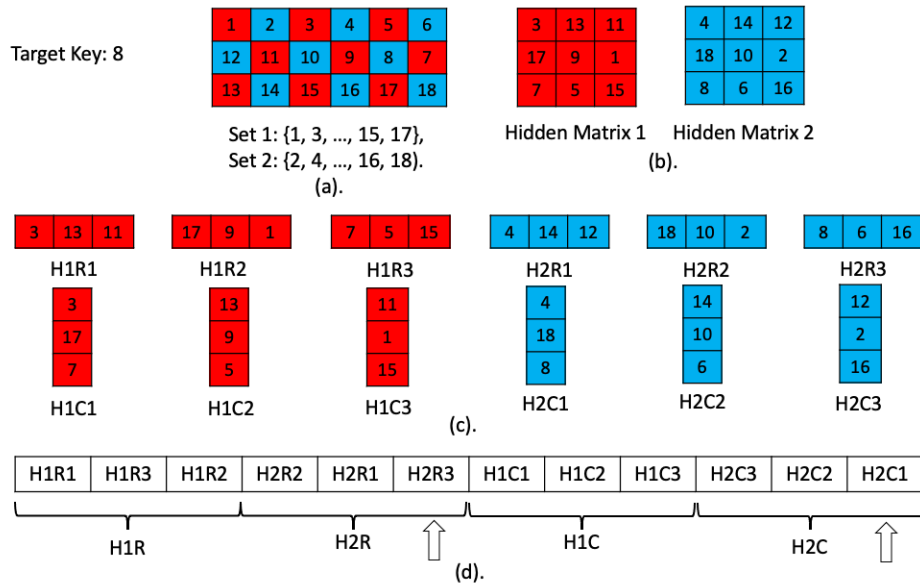 Target Key: 8
1 2 3 4 5 6
12 11 10 9 8 7
13 14 15 16 17 18
Set 1: {1, 3, …, 15, 17},
Set 2: {2, 4, …, 16, 18).
(a).
3 13 11
17 9 1
7 5 15
Hidden Matrix 1
4 14 12
18 10 2
8 6 16
Hidden Matrix 2
(b).
3 13 11 17 9 1 7 5 15 4 14 12 18 10 2 8 6 16
H1R1 H1R2 H1R3 H2R1 H2R2 H2R3
3 13 11 4 14 12
17 9 1 18 10 2
7 5 15 8 6 16
H1C1 H1C2 H1C3 H2C1 H2C2 H2C3
(c).
H1R1 H1R3 H1R2 H2R2 H2R1 H2R3 H1C1 H1C2 H1C3 H2C3 H2C2 H2C1
H1R H2R H1C H2C
(d).